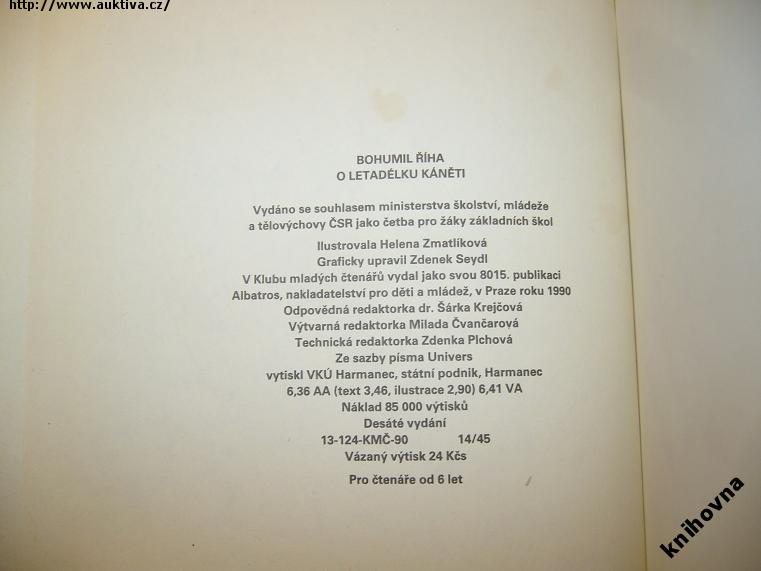 http://www.auktiva.cz/
BOHUMIL ŘÍHA
O LETADÉLKU KÁNĚTI
Vydáno se souhlasem ministerstva školství, mládeže
a tělovýchovy ČSR jako četba pro žáky základních škol
Ilustrovala Helena Zmatlíková
Graficky upravil Zdenek Seydl
V Klubu mladých čtenářů vydal jako svou 8015. publikaci
Albatros, nakladatelství pro děti a mládež, v Praze roku 1990
Odpovědná redaktorka dr. Šárka Krejčová
Výtvarná redaktorka Milada Čvančarová
Technická redaktorka Zdenka Plchová
Ze sazby písma Univers
vytiskl VKÚ Harmanec, státní podnik, Harmanec
6,36 AA (text 3,46, ilustrace 2,90) 6,41 VA
Náklad 85 000 výtisků
Desáté vydání
13-124-KMČ-90 14/45
Vázaný výtisk 24 Kčs
Pro čtenáře od 6 let
knihovna